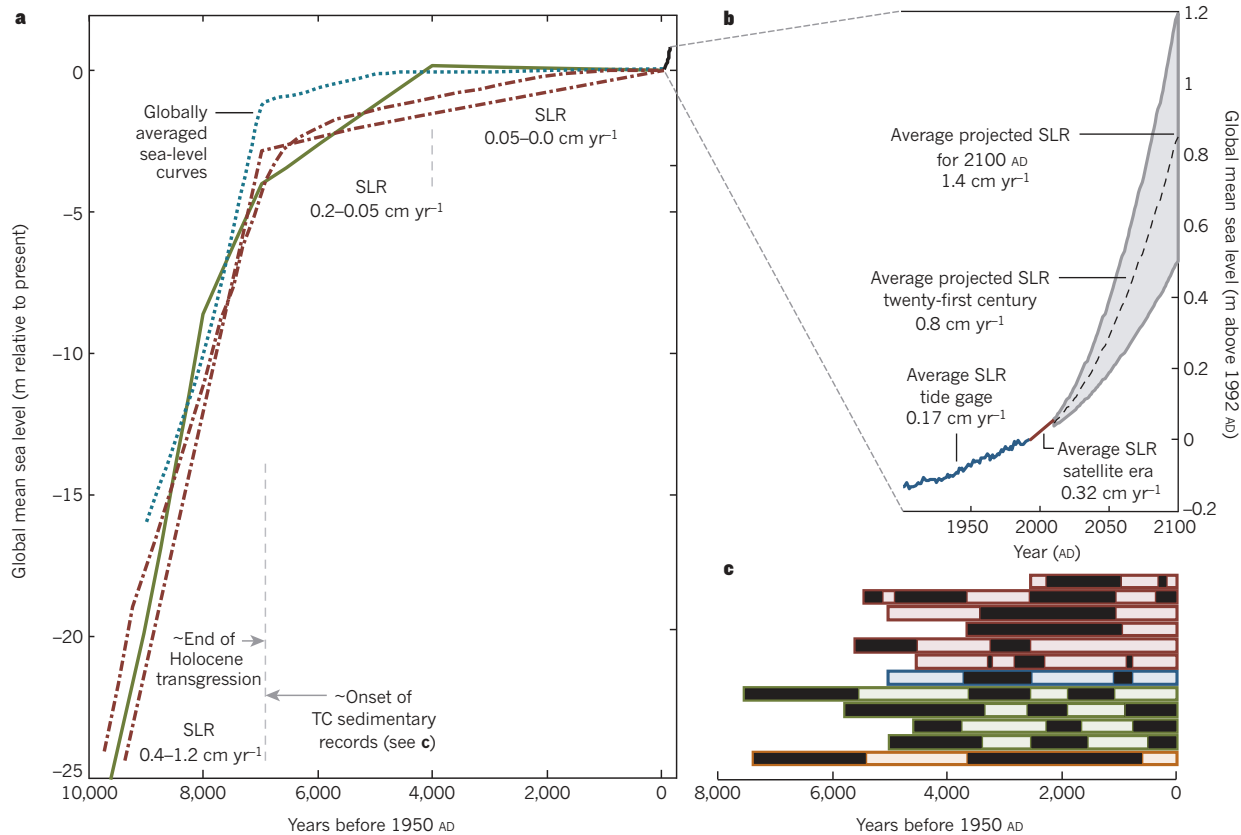 a
0
−5
−10
−15
−20
−25
Global mean sea level (m relative to present)
10,000
8,000
6,000
4,000
2,000
0
Years before 1950 AD
Globally
averaged
sea-level
curves
SLR
0.05–0.0 cm yr⁻¹
SLR
0.2–0.05 cm yr⁻¹
~End of
Holocene
transgression
~Onset of
TC sedimentary
records (see c)
SLR
0.4–1.2 cm yr⁻¹
b
1.2
1
0.8
0.6
0.4
0.2
0
−0.2
Global mean sea level (m above 1992 AD)
Average projected SLR
for 2100 AD
1.4 cm yr⁻¹
Average projected SLR
twenty-first century
0.8 cm yr⁻¹
Average SLR
tide gage
0.17 cm yr⁻¹
Average SLR
satellite era
0.32 cm yr⁻¹
1950
2000
2050
2100
Year (AD)
c
8,000
6,000
4,000
2,000
0
Years before 1950 AD